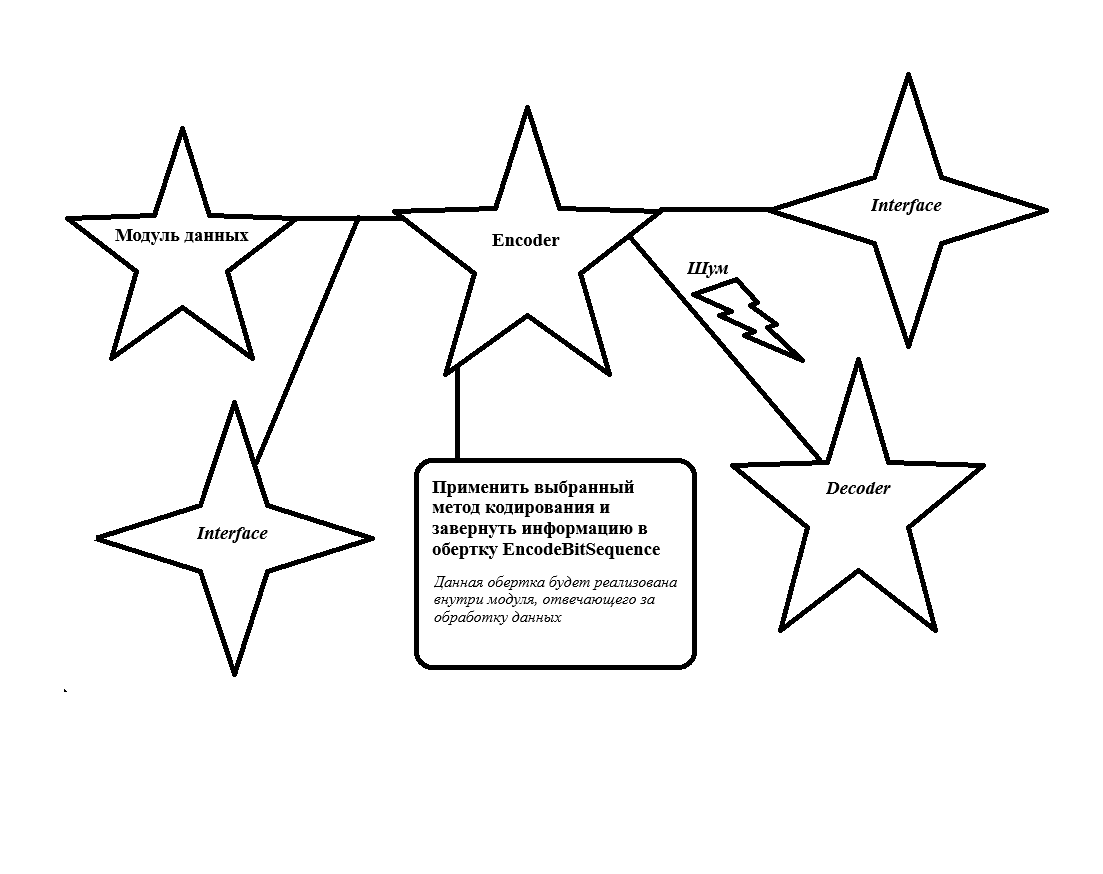 Модуль данных
Encoder
Interface
Шум
Interface
Decoder
Применить выбранный
метод кодирования и
завернуть информацию в
обертку EncodeBitSequence
Данная обертка будет реализована
внутри модуля, отвечающего за
обработку данных